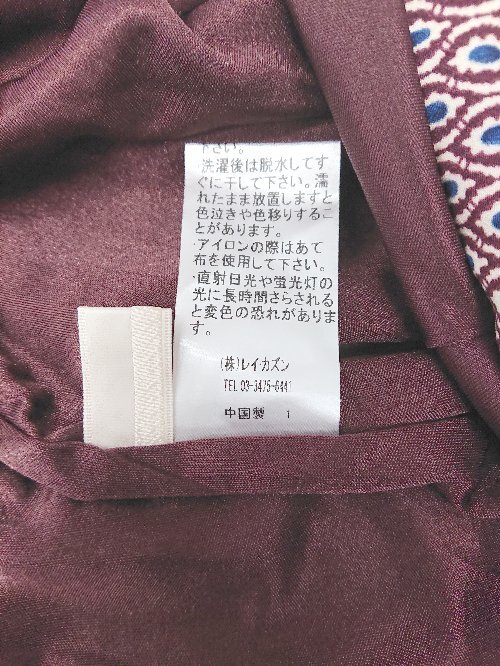 下さい。
・洗濯後は脱水してす
ぐに干して下さい。濡
れたまま放置しますと
色泣きや色移りするこ
とがあります。
・アイロンの際はあて
布を使用して下さい。
・直射日光や蛍光灯の
光に長時間さらされる
と変色の恐れがありま
す。
(株)レイ・カズン
TEL 03-3475-6441
中国製 1